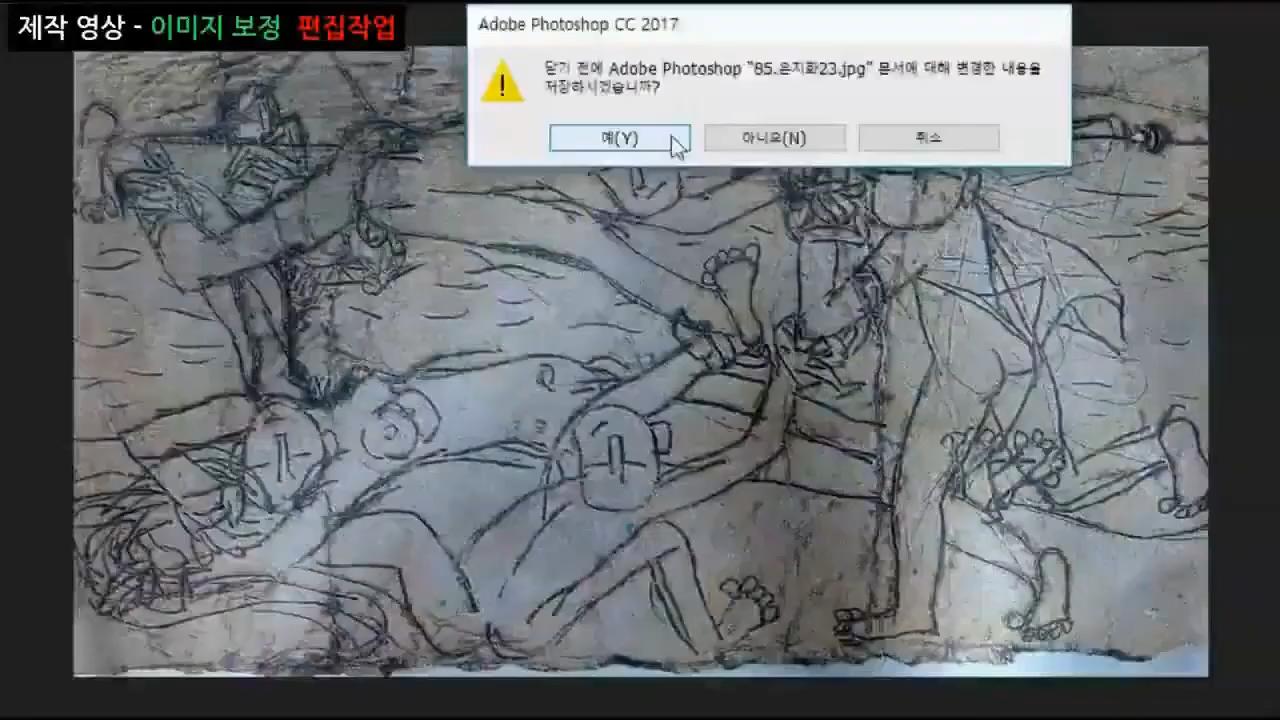 제작 영상 - 이미지 보정 편집작업
Adobe Photoshop CC 2017
닫기 전에 Adobe Photoshop "85.은지화23.jpg" 문서에 대해 변경한 내용을
저장하시겠습니까?
예(Y) 아니요(N) 취소